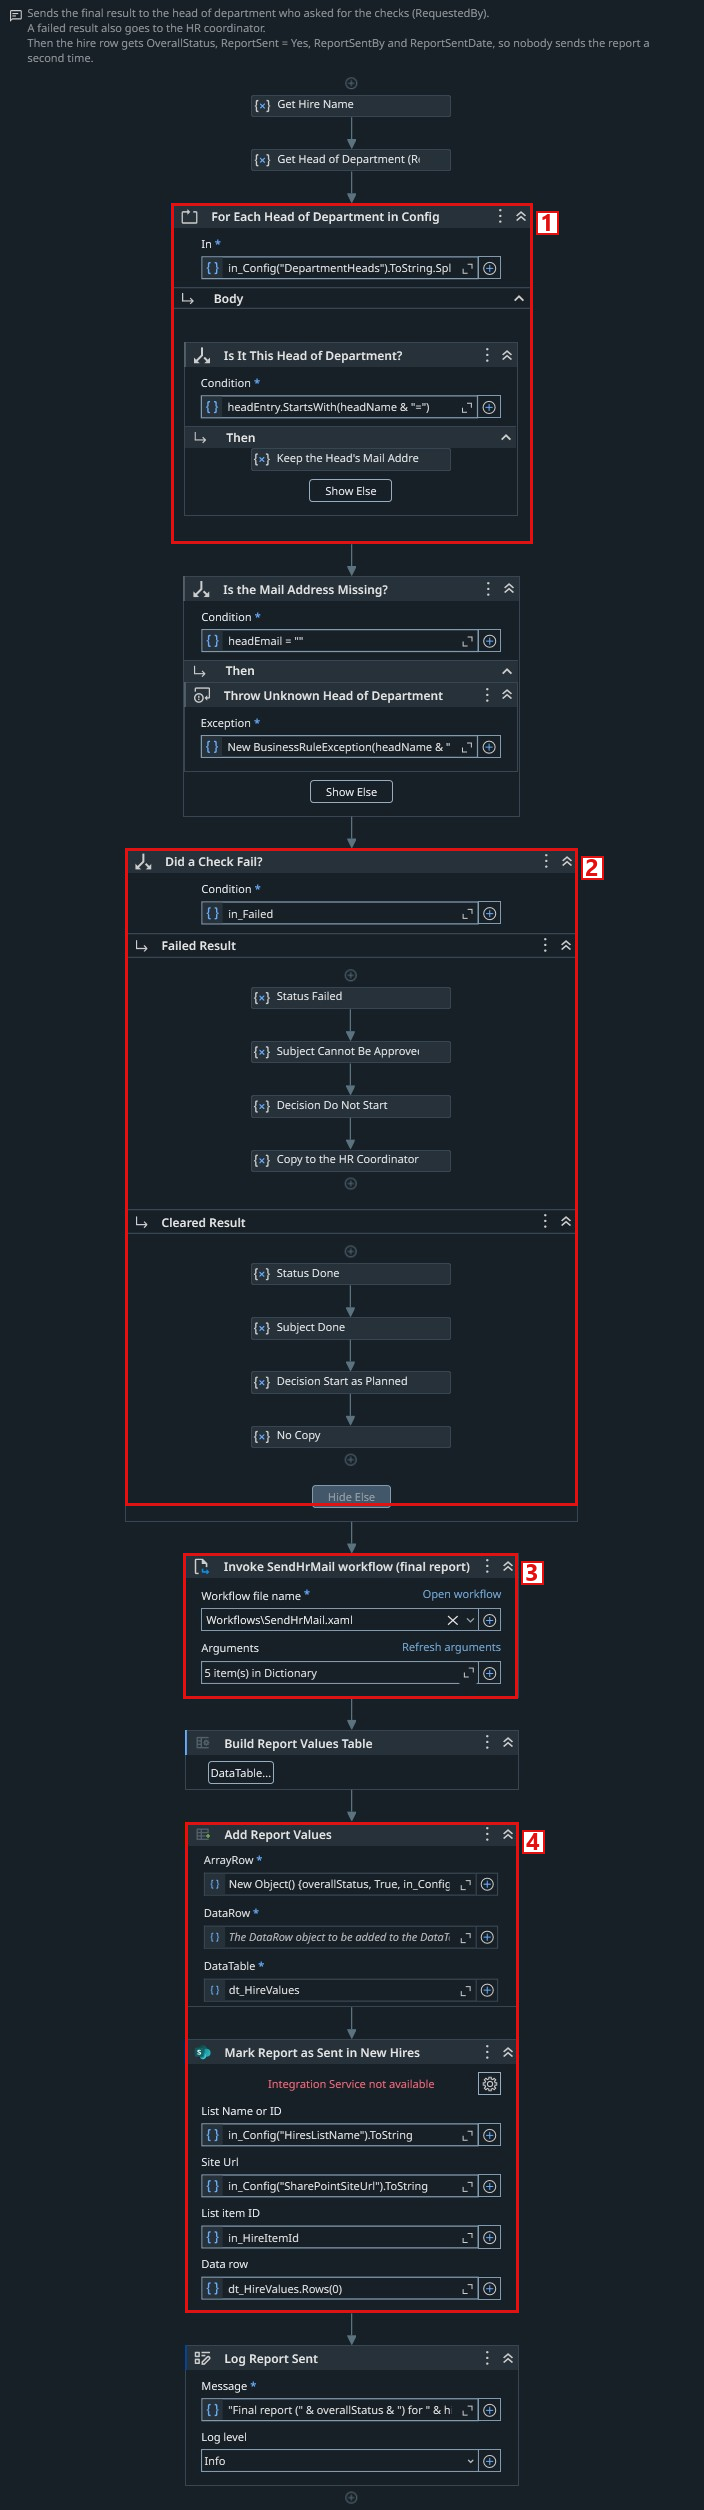 Sends the final result to the head of department who asked for the checks (RequestedBy).
A failed result also goes to the HR coordinator.
Then the hire row gets OverallStatus, ReportSent = Yes, ReportSentBy and ReportSentDate, so nobody sends the report a
second time.
Get Hire Name
Get Head of Department (R
For Each Head of Department in Config
1
In *
in_Config("DepartmentHeads").ToString.Spl
Body
Is It This Head of Department?
Condition *
headEntry.StartsWith(headName & "=")
Then
Keep the Head's Mail Addre
Show Else
Is the Mail Address Missing?
Condition *
headEmail = ""
Then
Throw Unknown Head of Department
Exception *
New BusinessRuleException(headName & "
Show Else
Did a Check Fail?
2
Condition *
in_Failed
Failed Result
Status Failed
Subject Cannot Be Approved
Decision Do Not Start
Copy to the HR Coordinator
Cleared Result
Status Done
Subject Done
Decision Start as Planned
No Copy
Hide Else
Invoke SendHrMail workflow (final report)
3
Workflow file name *
Open workflow
Workflows\SendHrMail.xaml
Arguments
Refresh arguments
5 item(s) in Dictionary
Build Report Values Table
DataTable...
Add Report Values
4
ArrayRow *
New Object() {overallStatus, True, in_Config
DataRow *
The DataRow object to be added to the DataT
DataTable *
dt_HireValues
Mark Report as Sent in New Hires
Integration Service not available
List Name or ID
in_Config("HiresListName").ToString
Site Url
in_Config("SharePointSiteUrl").ToString
List item ID
in_HireItemId
Data row
dt_HireValues.Rows(0)
Log Report Sent
Message *
"Final report (" & overallStatus & ") for " & h
Log level
Info